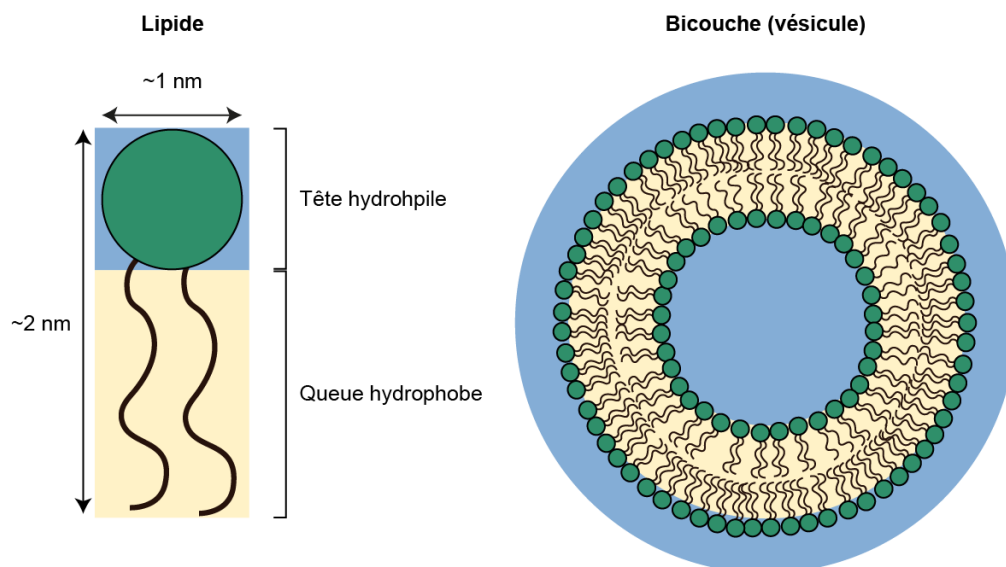 Lipide
~1 nm
~2 nm
Tête hydrohpile
Queue hydrophobe
Bicouche (vésicule)